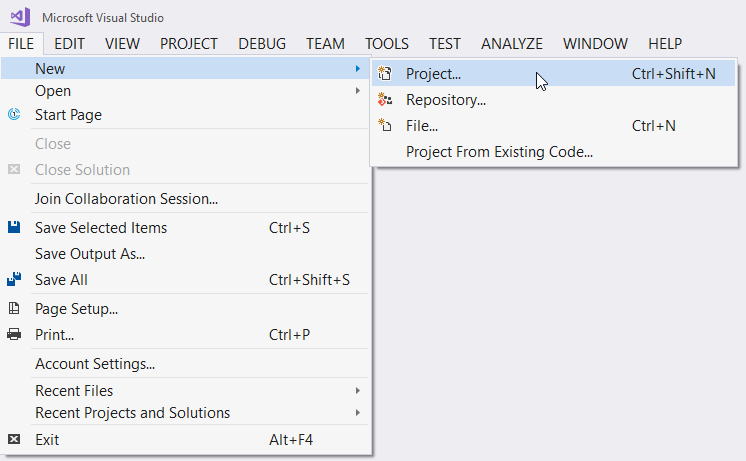 Microsoft Visual Studio
FILE EDIT VIEW PROJECT DEBUG TEAM TOOLS TEST ANALYZE WINDOW HELP
New
Open
Start Page
Close
Close Solution
Join Collaboration Session...
Save Selected Items Ctrl+S
Save Output As...
Save All Ctrl+Shift+S
Page Setup...
Print... Ctrl+P
Account Settings...
Recent Files
Recent Projects and Solutions
Exit Alt+F4
Project... Ctrl+Shift+N
Repository...
File... Ctrl+N
Project From Existing Code...